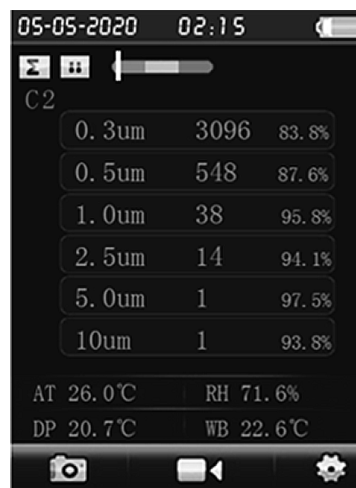 05-05-2020 02:15
Σ
C2
0.3um 3096 83.8%
0.5um 548 87.6%
1.0um 38 95.8%
2.5um 14 94.1%
5.0um 1 97.5%
10um 1 93.8%
AT 26.0℃ RH 71.6%
DP 20.7℃ WB 22.6℃